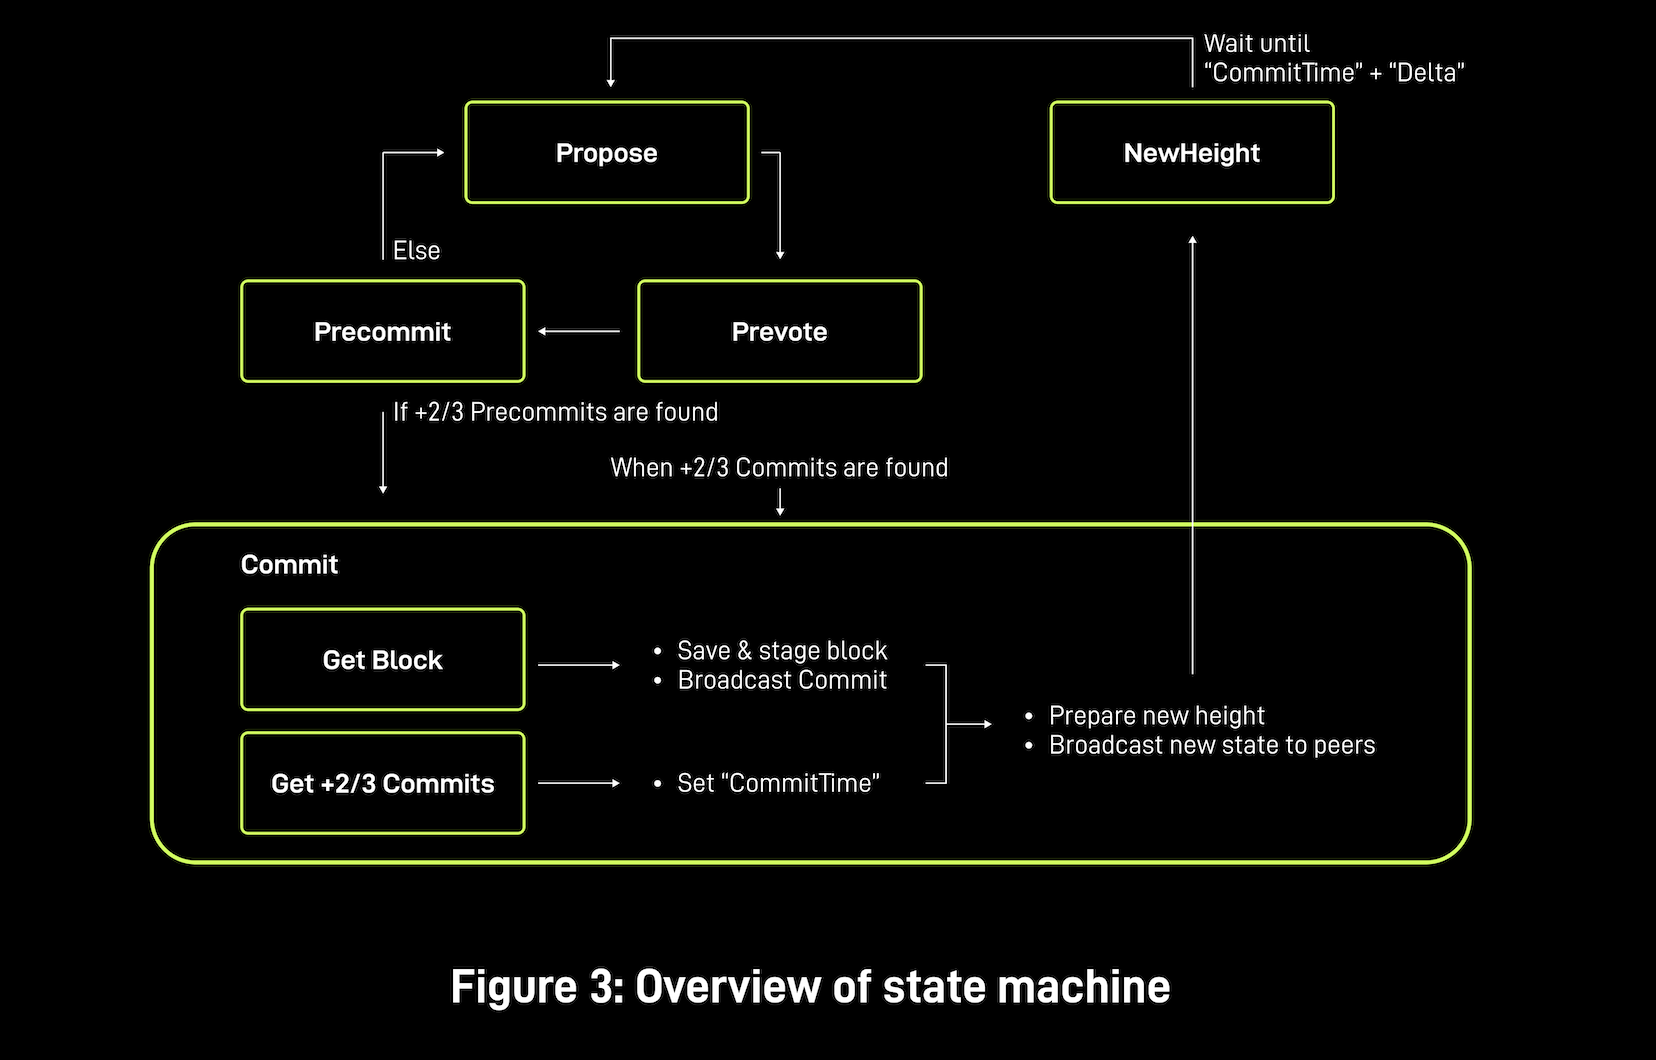 Wait until
“CommitTime” + “Delta”
Propose
NewHeight
Else
Precommit
Prevote
If +2/3 Precommits are found
When +2/3 Commits are found
Commit
Get Block
• Save & stage block
• Broadcast Commit
• Prepare new height
• Broadcast new state to peers
Get +2/3 Commits
• Set “CommitTime”
Figure 3: Overview of state machine